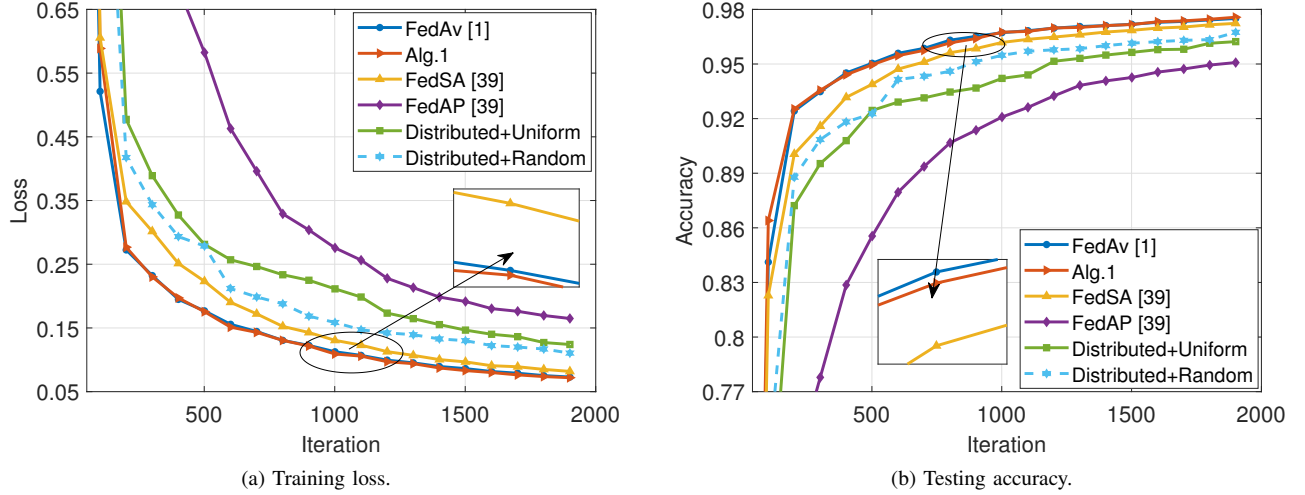 0.65
0.55
0.45
0.35
0.25
0.15
0.05
500
1000
1500
2000
Loss
Iteration
FedAv [1]
Alg.1
FedSA [39]
FedAP [39]
Distributed+Uniform
Distributed+Random
(a) Training loss.
0.98
0.95
0.92
0.89
0.86
0.83
0.8
0.77
500
1000
1500
2000
Accuracy
Iteration
FedAv [1]
Alg.1
FedSA [39]
FedAP [39]
Distributed+Uniform
Distributed+Random
(b) Testing accuracy.